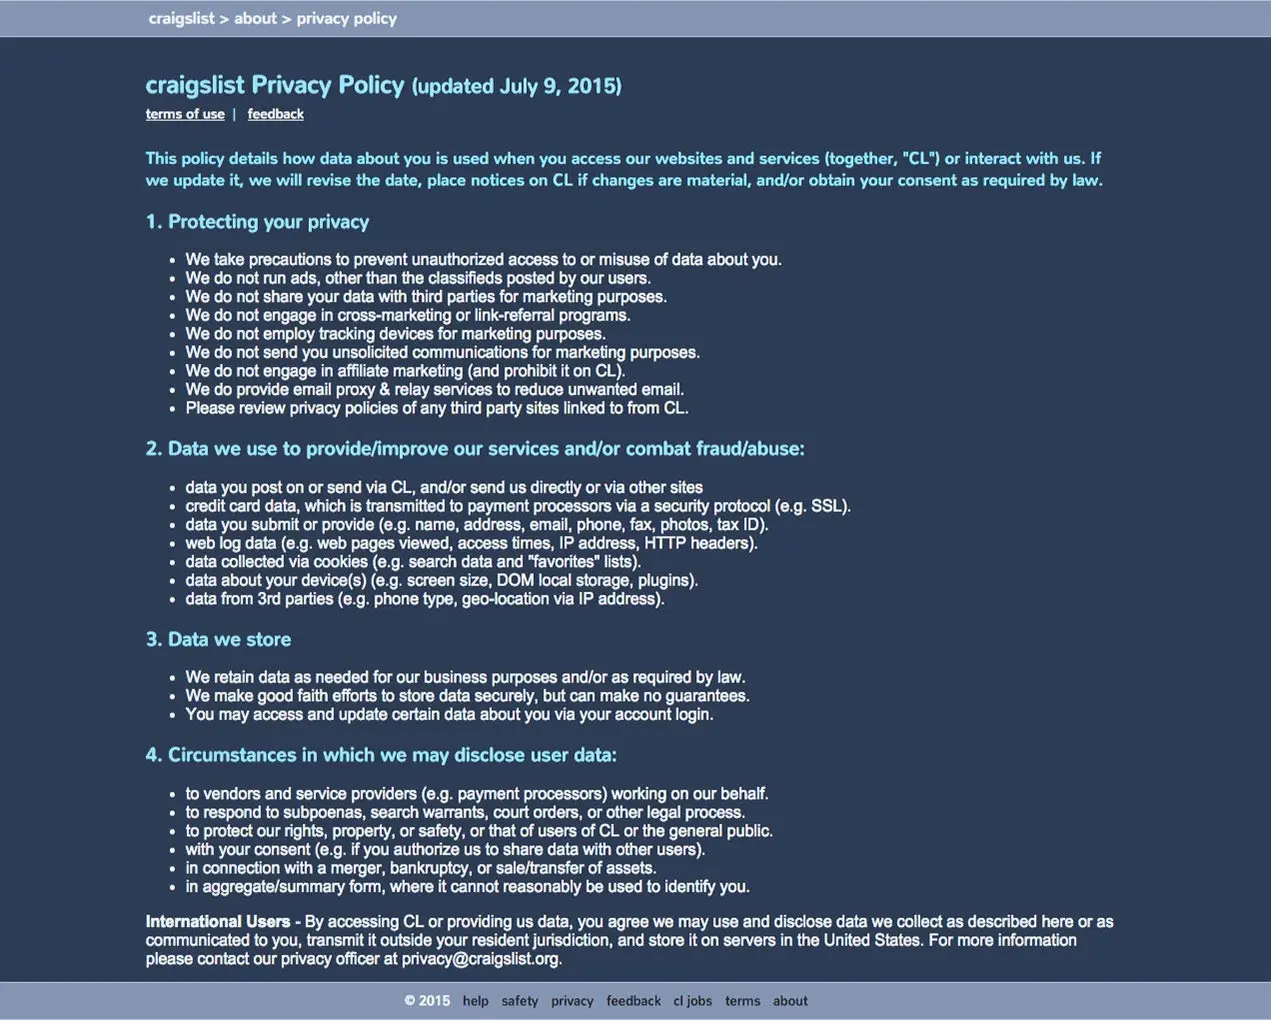 craigslist > about > privacy policy
craigslist Privacy Policy (updated July 9, 2015)
terms of use | feedback
This policy details how data about you is used when you access our websites and services (together, "CL") or interact with us. If
we update it, we will revise the date, place notices on CL if changes are material, and/or obtain your consent as required by law.
1. Protecting your privacy
• We take precautions to prevent unauthorized access to or misuse of data about you.
• We do not run ads, other than the classifieds posted by our users.
• We do not share your data with third parties for marketing purposes.
• We do not engage in cross-marketing or link-referral programs.
• We do not employ tracking devices for marketing purposes.
• We do not send you unsolicited communications for marketing purposes.
• We do not engage in affiliate marketing (and prohibit it on CL).
• We do provide email proxy & relay services to reduce unwanted email.
• Please review privacy policies of any third party sites linked to from CL.
2. Data we use to provide/improve our services and/or combat fraud/abuse:
• data you post on or send via CL, and/or send us directly or via other sites
• credit card data, which is transmitted to payment processors via a security protocol (e.g. SSL).
• data you submit or provide (e.g. name, address, email, phone, fax, photos, tax ID).
• web log data (e.g. web pages viewed, access times, IP address, HTTP headers).
• data collected via cookies (e.g. search data and "favorites" lists).
• data about your device(s) (e.g. screen size, DOM local storage, plugins).
• data from 3rd parties (e.g. phone type, geo-location via IP address).
3. Data we store
• We retain data as needed for our business purposes and/or as required by law.
• We make good faith efforts to store data securely, but can make no guarantees.
• You may access and update certain data about you via your account login.
4. Circumstances in which we may disclose user data:
• to vendors and service providers (e.g. payment processors) working on our behalf.
• to respond to subpoenas, search warrants, court orders, or other legal process.
• to protect our rights, property, or safety, or that of users of CL or the general public.
• with your consent (e.g. if you authorize us to share data with other users).
• in connection with a merger, bankruptcy, or sale/transfer of assets.
• in aggregate/summary form, where it cannot reasonably be used to identify you.
International Users - By accessing CL or providing us data, you agree we may use and disclose data we collect as described here or as
communicated to you, transmit it outside your resident jurisdiction, and store it on servers in the United States. For more information
please contact our privacy officer at privacy@craigslist.org.
© 2015 help safety privacy feedback cl jobs terms about